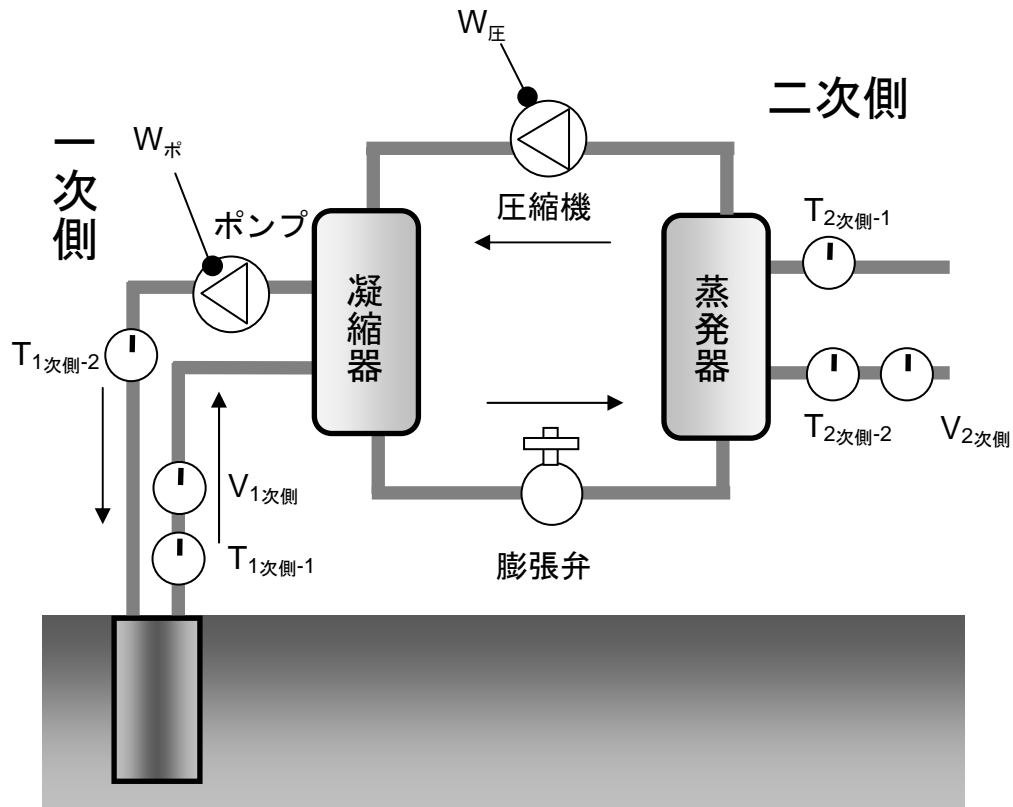 W圧
二次側
一次側
Wポ
ポンプ
圧縮機
T2次側-1
凝縮器
蒸発器
T1次側-2
T2次側-2
V2次側
V1次側
T1次側-1
膨張弁